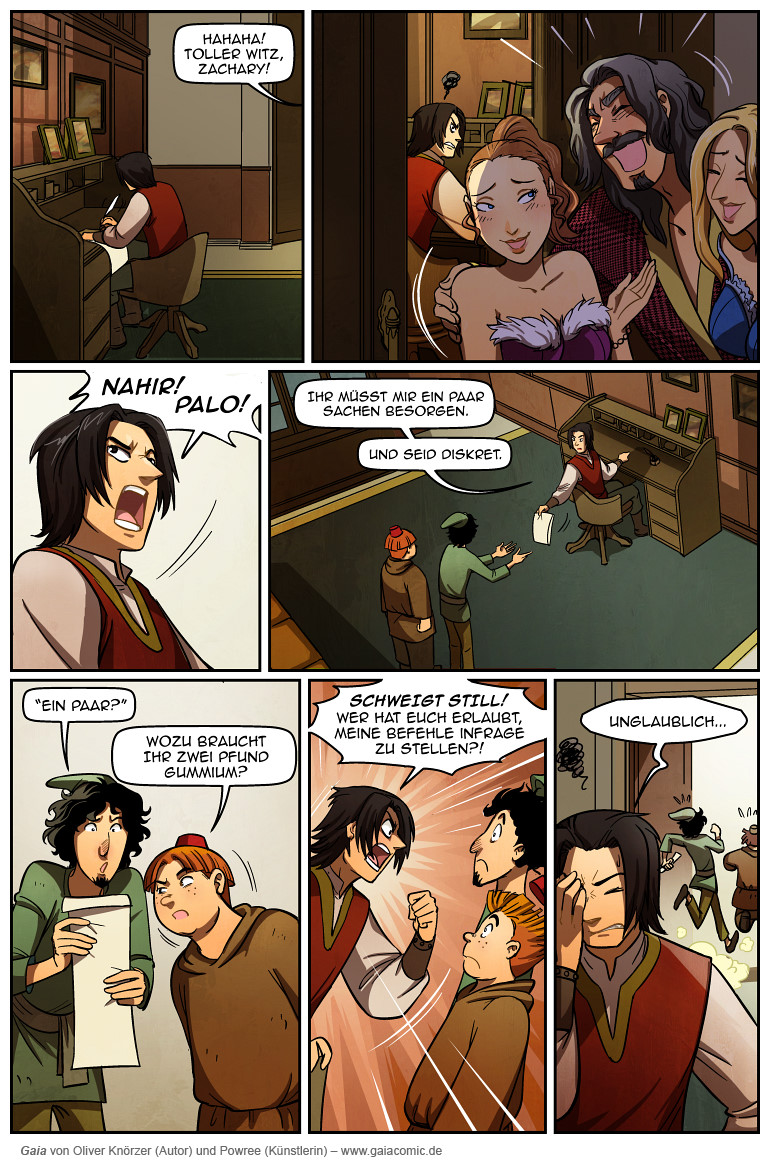 HAHAHA!
TOLLER WITZ,
ZACHARY!
NAHIR!
PALO!
IHR MÜSST MIR EIN PAAR
SACHEN BESORGEN.
UND SEID DISKRET.
“EIN PAAR?”
WOZU BRAUCHT
IHR ZWEI PFUND
GUMMIUM?
SCHWEIGT STILL!
WER HAT EUCH ERLAUBT,
MEINE BEFEHLE INFRAGE
ZU STELLEN?!
UNGLAUBLICH...
Gaia von Oliver Knörzer (Autor) und Powree (Künstlerin) – www.gaiacomic.de